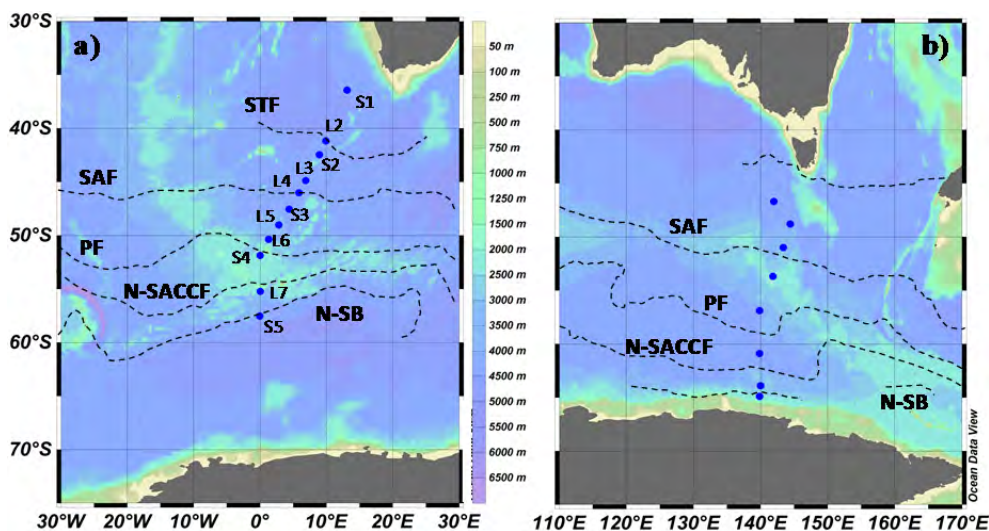 30°S
40°S
50°S
60°S
70°S
30°W
20°W
10°W
0°
10°E
20°E
30°E
a)
STF
S1
L2
S2
L3
SAF
L4
S3
L5
L6
PF
S4
N-SACCF
L7
S5
N-SB
50 m
100 m
250 m
500 m
750 m
1000 m
1250 m
1500 m
2000 m
2500 m
3000 m
3500 m
4000 m
4500 m
5000 m
5500 m
6000 m
6500 m
b)
SAF
PF
N-SACCF
N-SB
110°E
120°E
130°E
140°E
150°E
160°E
170°E
Ocean Data View